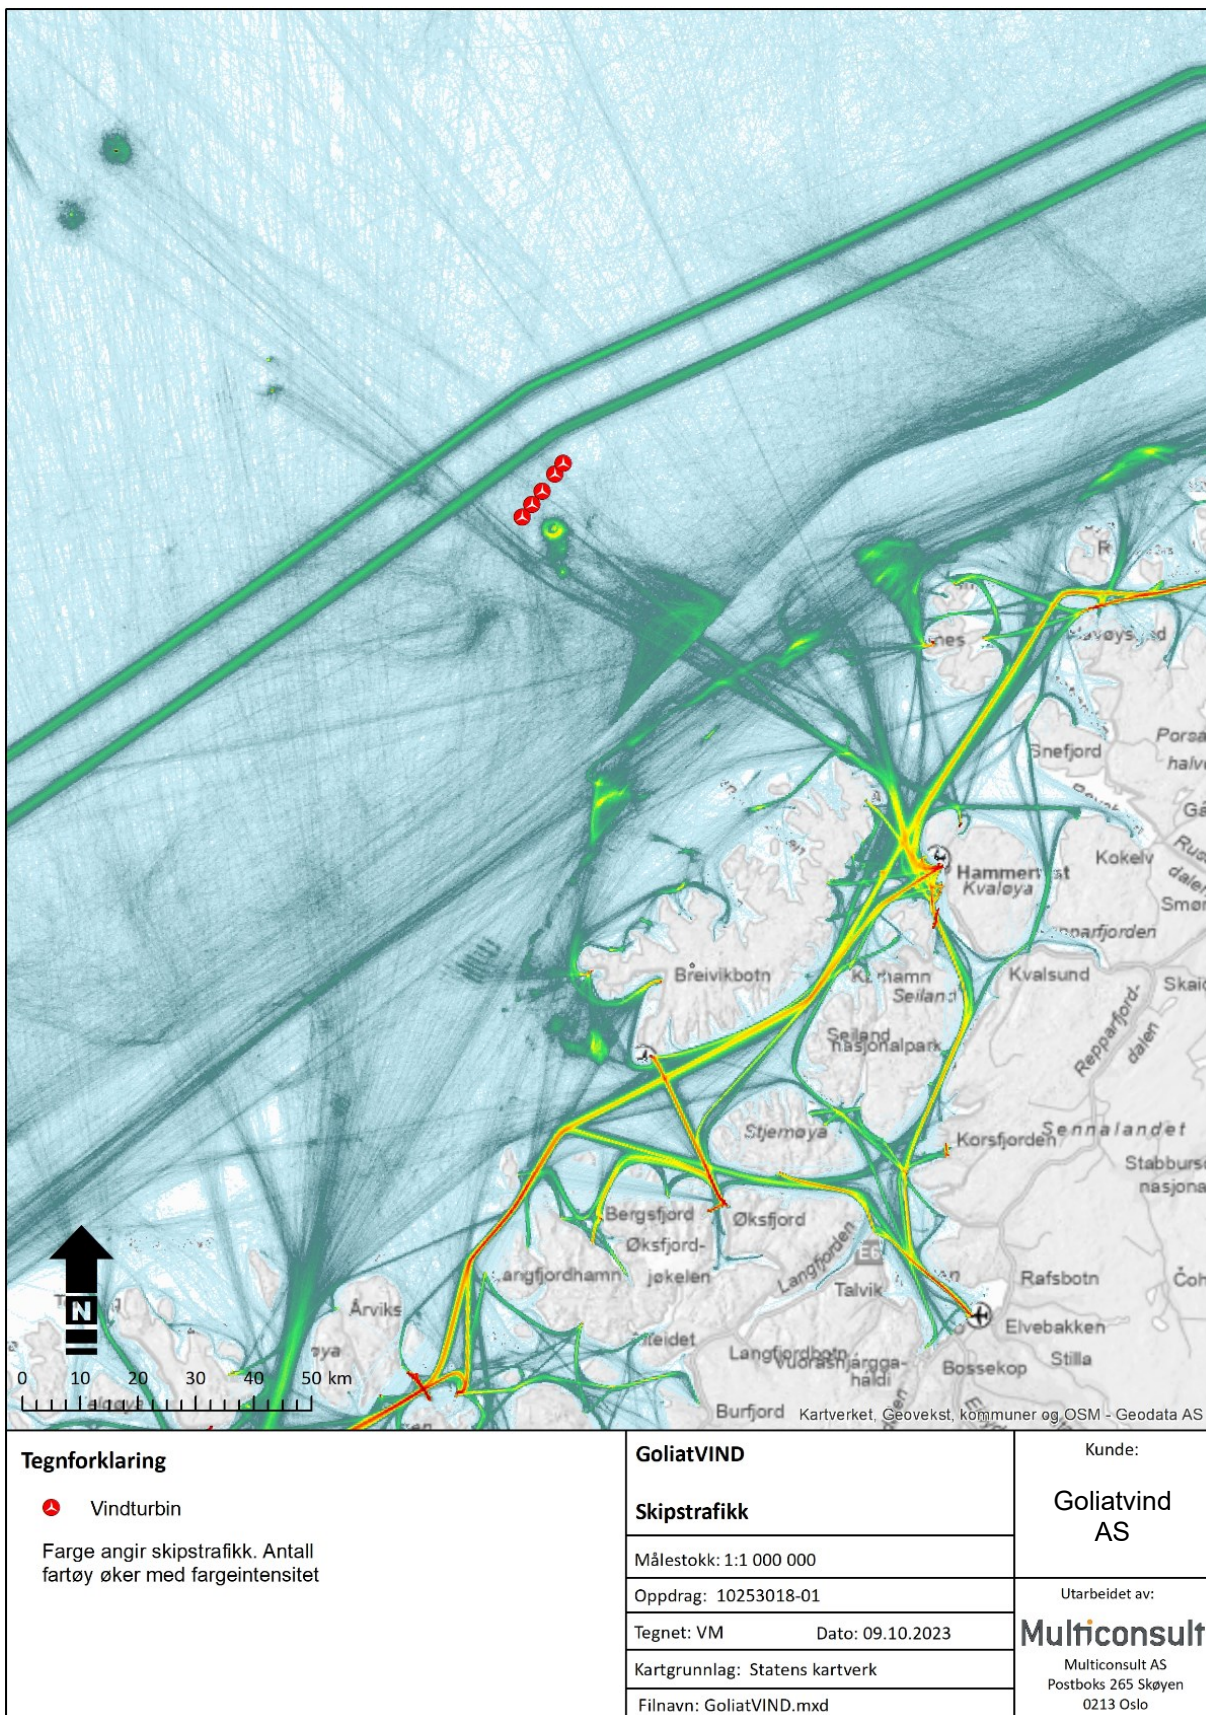 Snefjord
Kokelv
Hammerfest
Kvaløya
Kvalsund
Breivikbotn
Seiland
Seiland
nasjonalpark
Repparfjord-
dalen
Stjernøya
Korsfjorden
Sennalandet
Bergsfjord
Øksfjord
Øksfjord-
jøkelen
Langfjorden
E6
Talvik
Rafsbotn
Elvebakken
Stilla
Bossekop
Langfjordbotn
Burfjord
N
0 10 20 30 40 50 km
Kartverket, Geovekst, kommuner og OSM - Geodata AS
Tegnforklaring
Vindturbin
Farge angir skipstrafikk. Antall
fartøy øker med fargeintensitet
GoliatVIND
Skipstrafikk
Målestokk: 1:1 000 000
Oppdrag: 10253018-01
Tegnet: VM Dato: 09.10.2023
Kartgrunnlag: Statens kartverk
Filnavn: GoliatVIND.mxd
Kunde:
Goliatvind
AS
Utarbeidet av:
Multiconsult
Multiconsult AS
Postboks 265 Skøyen
0213 Oslo